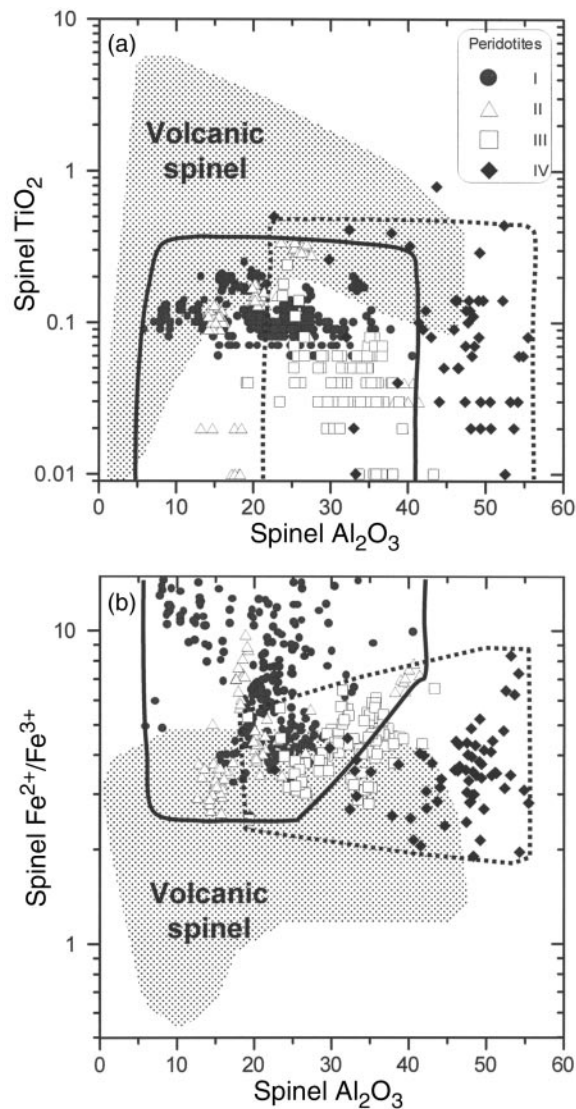 (a)
Peridotites
I
II
III
IV
Volcanic
spinel
Spinel TiO₂
10
1
0.1
0.01
0 10 20 30 40 50 60
Spinel Al₂O₃
(b)
Volcanic
spinel
Spinel Fe²⁺/Fe³⁺
10
1
0 10 20 30 40 50 60
Spinel Al₂O₃